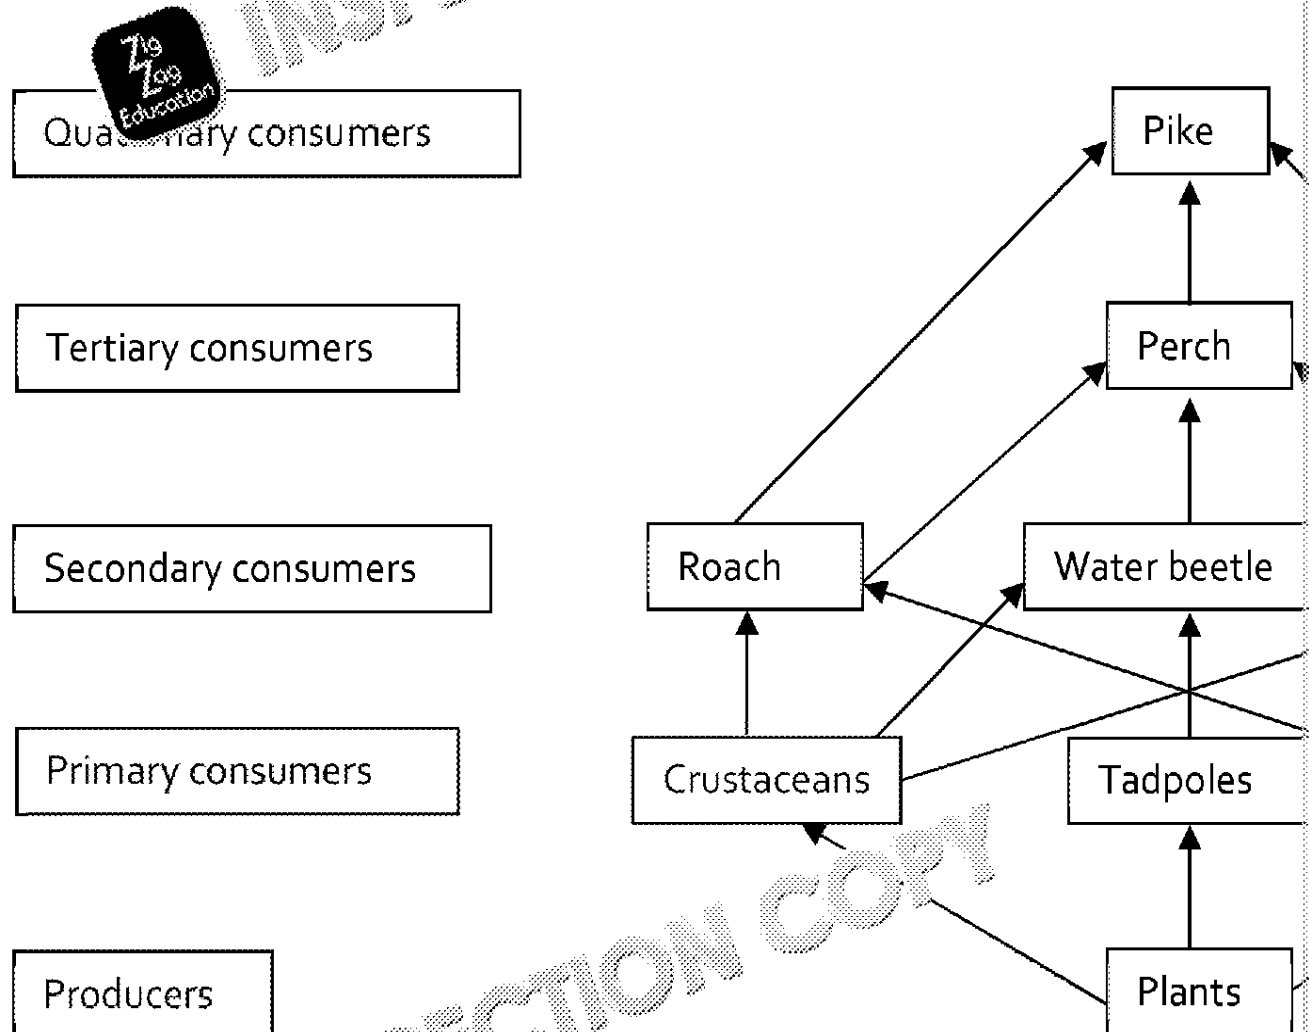 Zig
Zag
Education
consumers
Pike
Tertiary consumers
Perch
Secondary consumers
Roach
Water beetle
Primary consumers
Crustaceans
Tadpoles
COPY
Producers
Plants